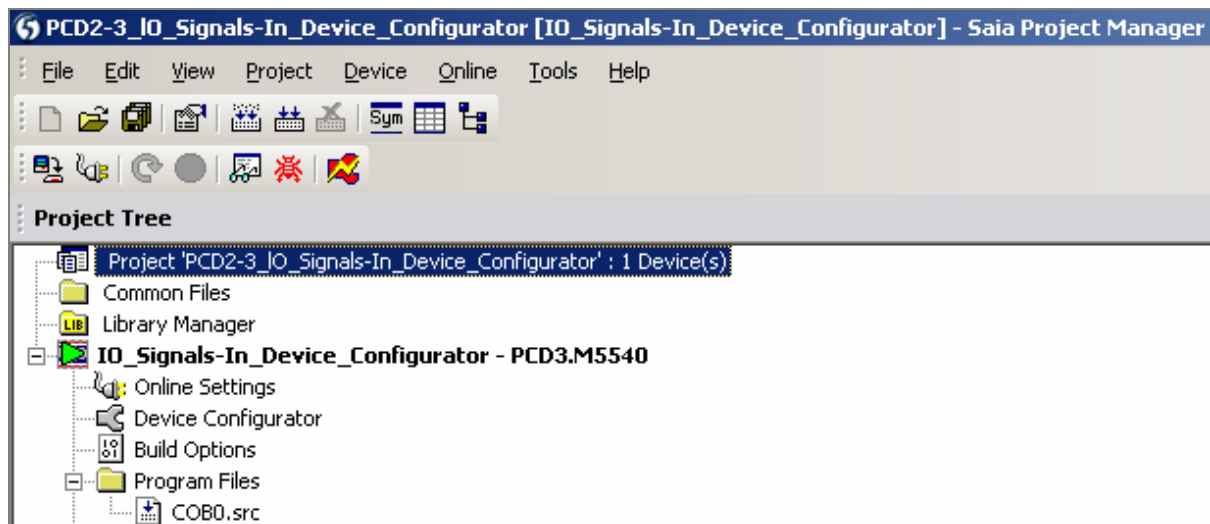 PCD2-3_lO_Signals-In_Device_Configurator [IO_Signals-In_Device_Configurator] - Saia Project Manager
File Edit View Project Device Online Tools Help
Sym
Project Tree
Project 'PCD2-3_lO_Signals-In_Device_Configurator' : 1 Device(s)
Common Files
LIB Library Manager
IO_Signals-In_Device_Configurator - PCD3.M5540
Online Settings
Device Configurator
Build Options
Program Files
COB0.src